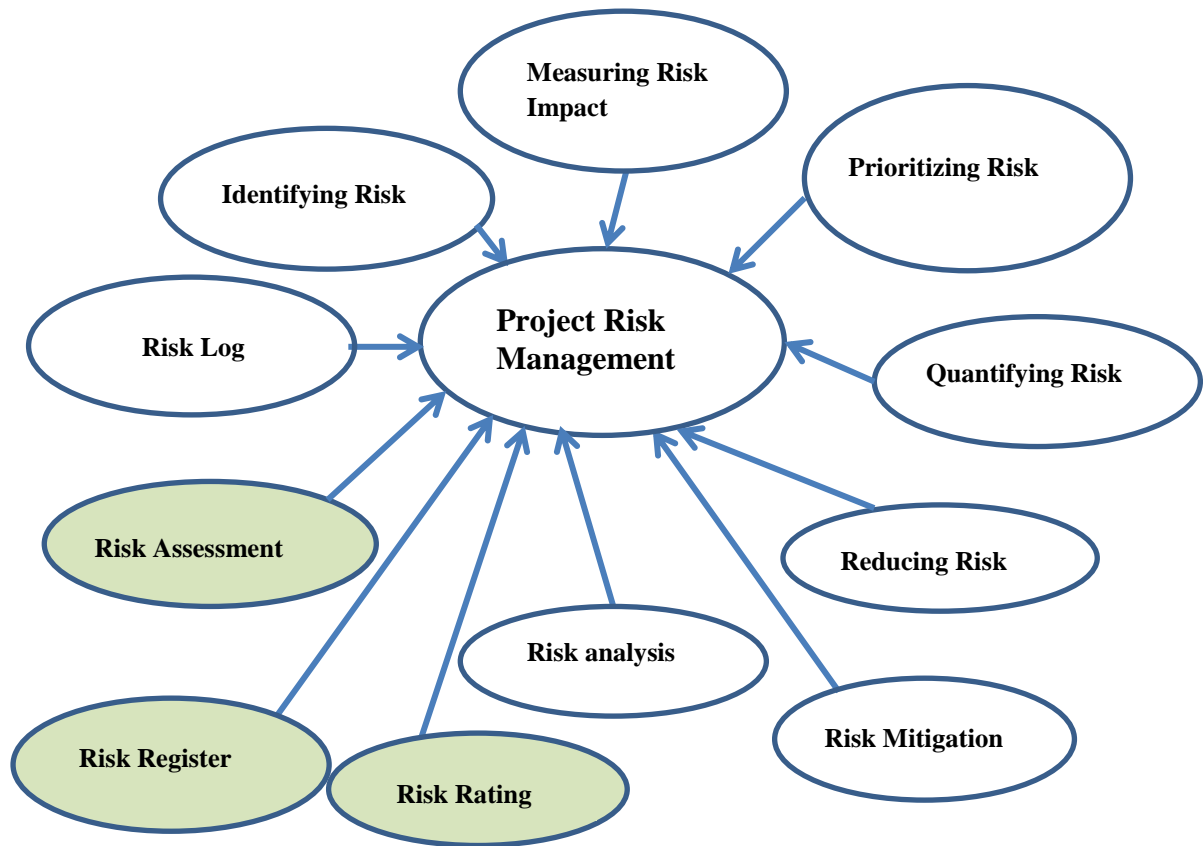 Measuring Risk
Impact
Prioritizing Risk
Identifying Risk
Project Risk
Management
Risk Log
Quantifying Risk
Risk Assessment
Reducing Risk
Risk analysis
Risk Register
Risk Mitigation
Risk Rating